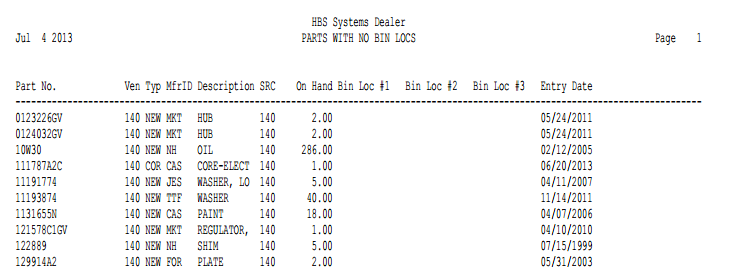 HBS Systems Dealer
Jul 4 2013 PARTS WITH NO BIN LOCS Page 1
Part No. Ven Typ MfrID Description SRC On Hand Bin Loc #1 Bin Loc #2 Bin Loc #3 Entry Date
0123226GV 140 NEW MKT HUB 140 2.00 05/24/2011
0124032GV 140 NEW MKT HUB 140 2.00 05/24/2011
10W30 140 NEW NH OIL 140 286.00 02/12/2005
111787A2C 140 COR CAS CORE-ELECT 140 1.00 06/20/2013
11191774 140 NEW JES WASHER, LO 140 5.00 04/11/2007
11193874 140 NEW TTF WASHER 140 40.00 11/14/2011
1131655N 140 NEW CAS PAINT 140 18.00 04/07/2006
121578C1GV 140 NEW MKT REGULATOR, 140 1.00 04/10/2010
122889 140 NEW NH SHIM 140 5.00 07/15/1999
129914A2 140 NEW FOR PLATE 140 2.00 05/31/2003